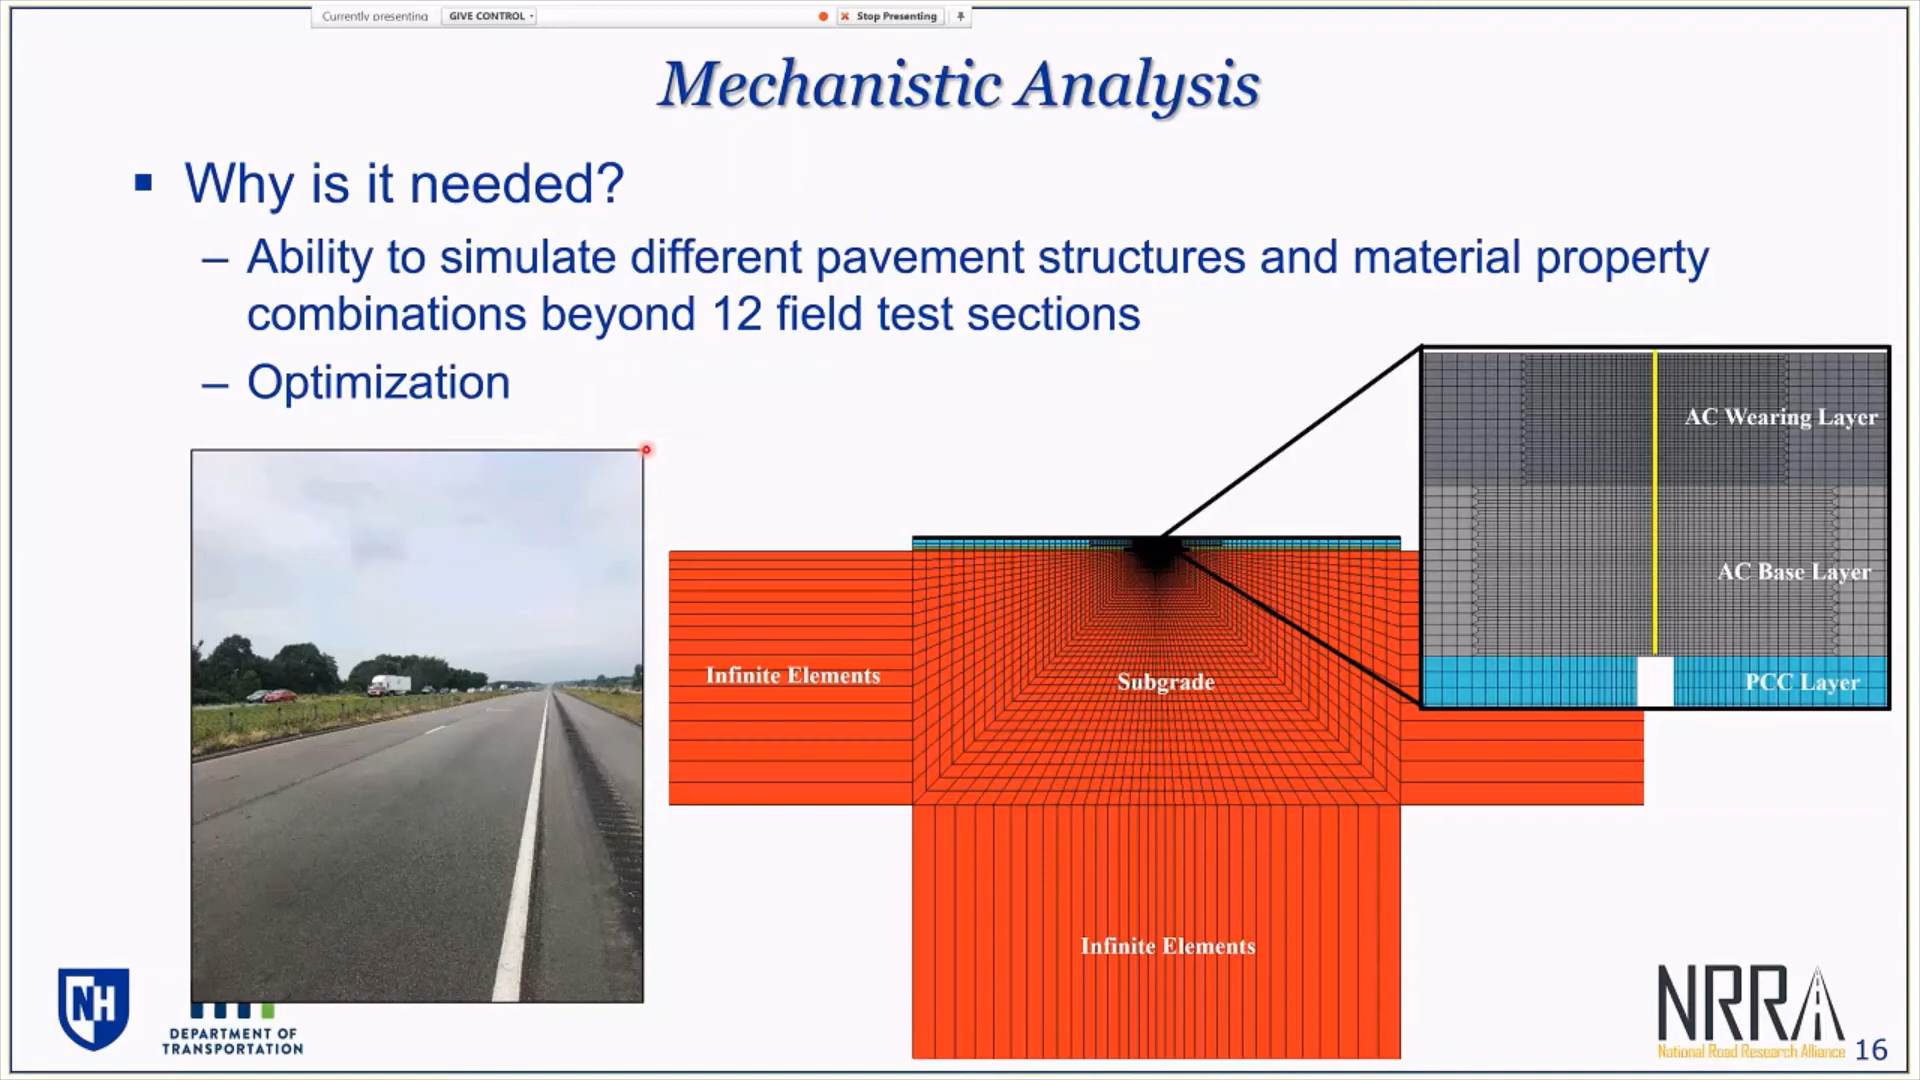 Currently presenting GIVE CONTROL Stop Presenting
Mechanistic Analysis
▪ Why is it needed?
– Ability to simulate different pavement structures and material property
combinations beyond 12 field test sections
– Optimization
AC Wearing Layer
AC Base Layer
PCC Layer
Infinite Elements
Subgrade
Infinite Elements
NH
DEPARTMENT OF
TRANSPORTATION
NRRA
National Road Research Alliance
16